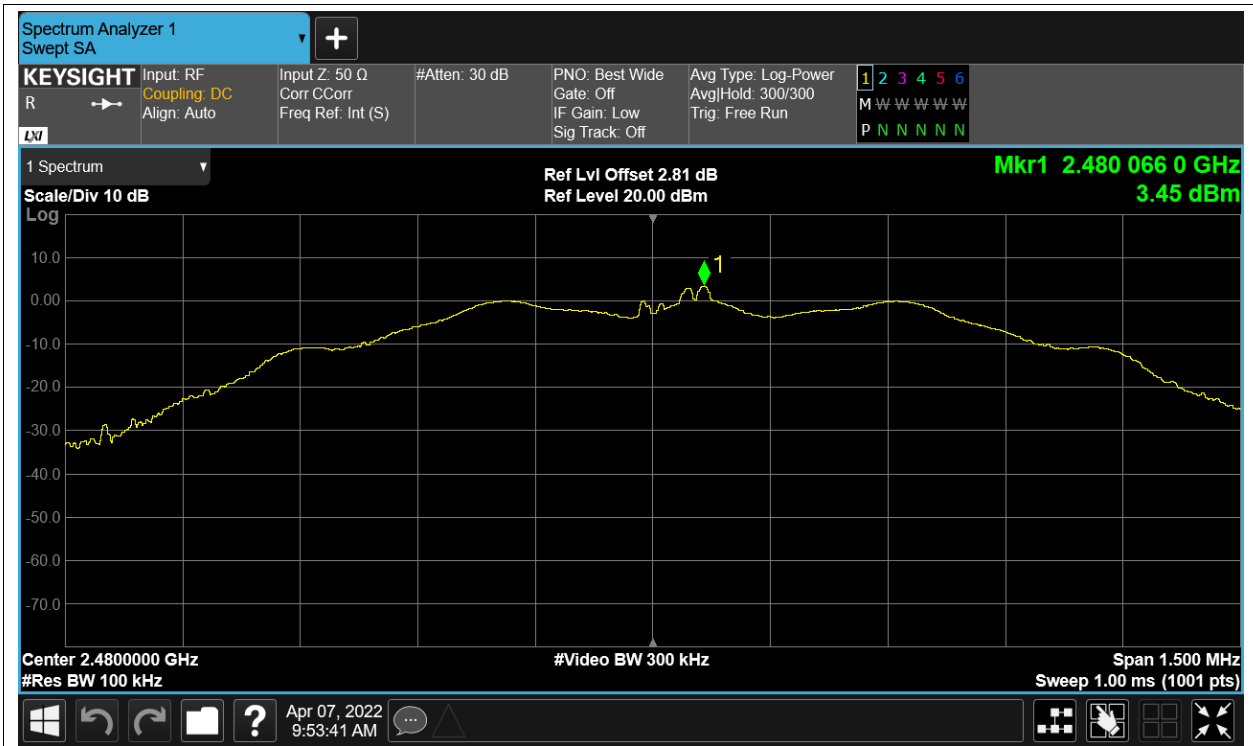 Spectrum Analyzer 1
Swept SA
KEYSIGHT
R
LXI
Input: RF
Coupling: DC
Align: Auto
Input Z: 50 Ω
Corr CCorr
Freq Ref: Int (S)
#Atten: 30 dB
PNO: Best Wide
Gate: Off
IF Gain: Low
Sig Track: Off
Avg Type: Log-Power
Avg|Hold: 300/300
Trig: Free Run
1 2 3 4 5 6
M W W W W W W
P N N N N N N
1 Spectrum
Scale/Div 10 dB
Ref Lvl Offset 2.81 dB
Ref Level 20.00 dBm
Mkr1 2.480 066 0 GHz
3.45 dBm
Log
10.0
0.00
-10.0
-20.0
-30.0
-40.0
-50.0
-60.0
-70.0
1
Center 2.4800000 GHz
#Video BW 300 kHz
Span 1.500 MHz
#Res BW 100 kHz
Sweep 1.00 ms (1001 pts)
?
Apr 07, 2022
9:53:41 AM